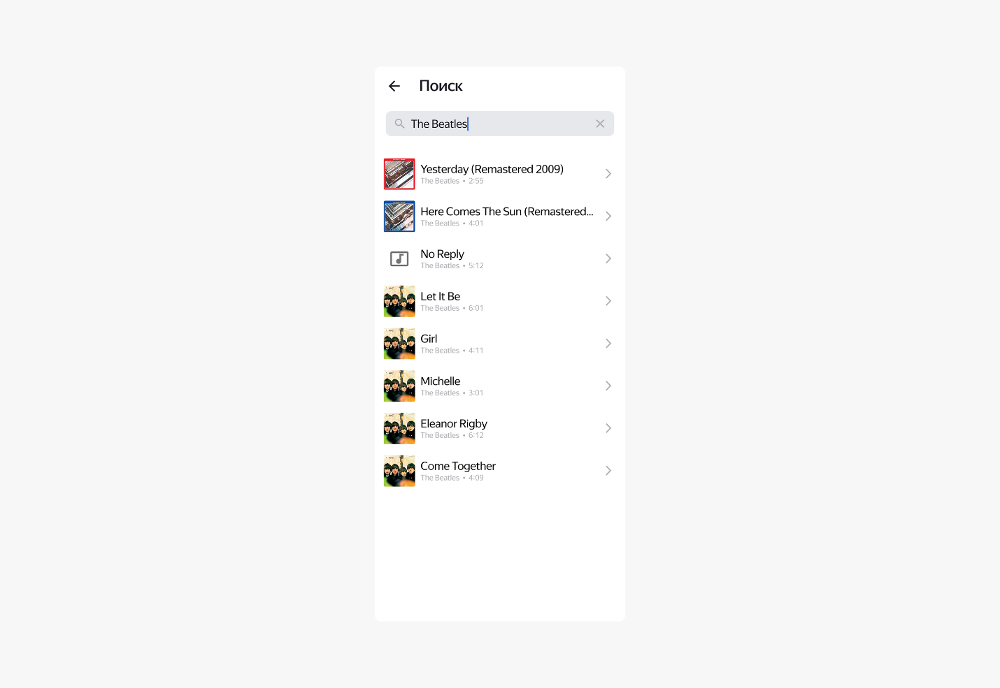 Поиск
The Beatles
Yesterday (Remastered 2009)
The Beatles • 2:55
Here Comes The Sun (Remastered...
The Beatles • 4:01
No Reply
The Beatles • 5:12
Let It Be
The Beatles • 6:01
Girl
The Beatles • 4:11
Michelle
The Beatles • 3:01
Eleanor Rigby
The Beatles • 6:12
Come Together
The Beatles • 4:09